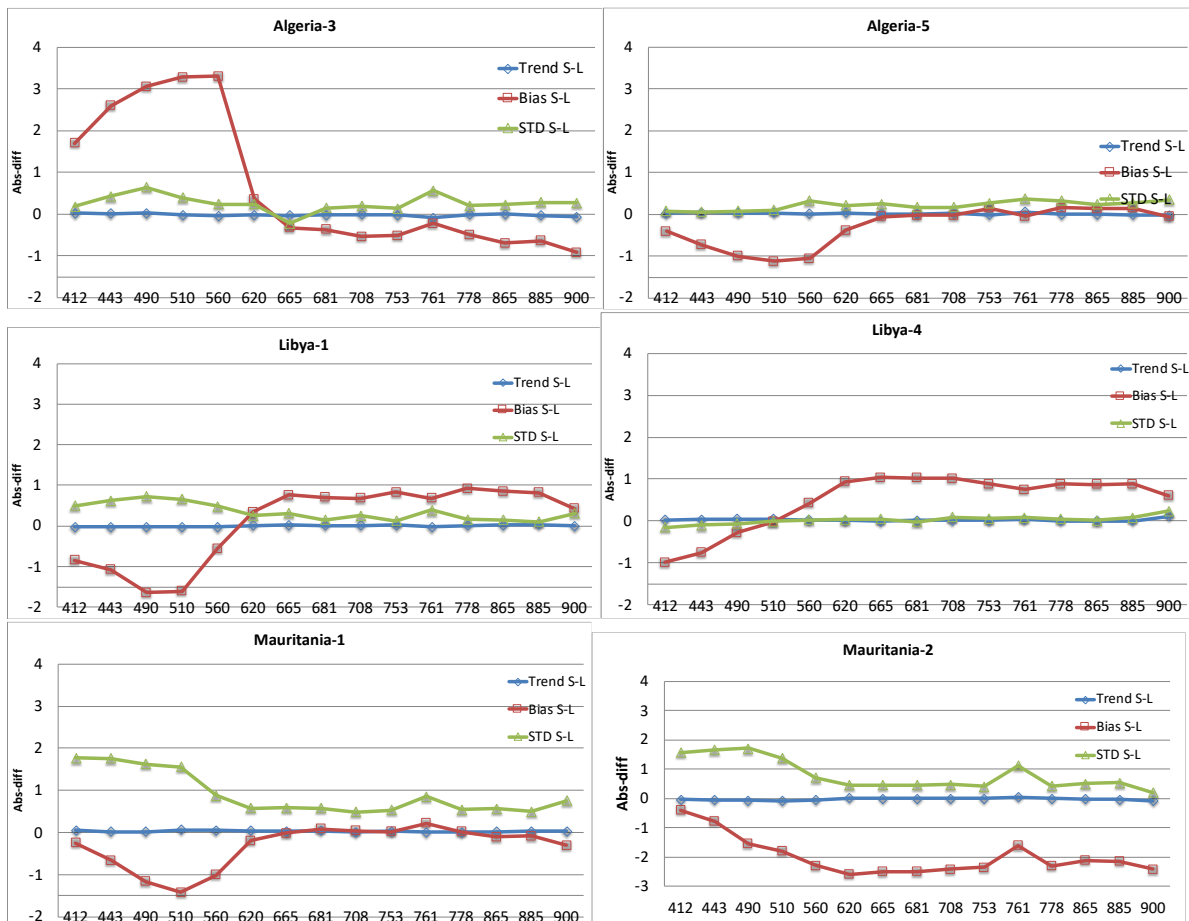 Algeria-3
4
3
2
1
0
-1
-2
Abs-diff
Trend S-L
Bias S-L
STD S-L
412 443 490 510 560 620 665 681 708 753 761 778 865 885 900
Algeria-5
4
3
2
1
0
-1
-2
Abs-diff
Trend S-L
Bias S-L
STD S-L
412 443 490 510 560 620 665 681 708 753 761 778 865 885 900
Libya-1
4
3
2
1
0
-1
-2
Abs-diff
Trend S-L
Bias S-L
STD S-L
412 443 490 510 560 620 665 681 708 753 761 778 865 885 900
Libya-4
4
3
2
1
0
-1
-2
Abs-diff
Trend S-L
Bias S-L
STD S-L
412 443 490 510 560 620 665 681 708 753 761 778 865 885 900
Mauritania-1
4
3
2
1
0
-1
-2
Abs-diff
Trend S-L
Bias S-L
STD S-L
412 443 490 510 560 620 665 681 708 753 761 778 865 885 900
Mauritania-2
4
3
2
1
0
-1
-2
-3
Abs-diff
Trend S-L
Bias S-L
STD S-L
412 443 490 510 560 620 665 681 708 753 761 778 865 885 900